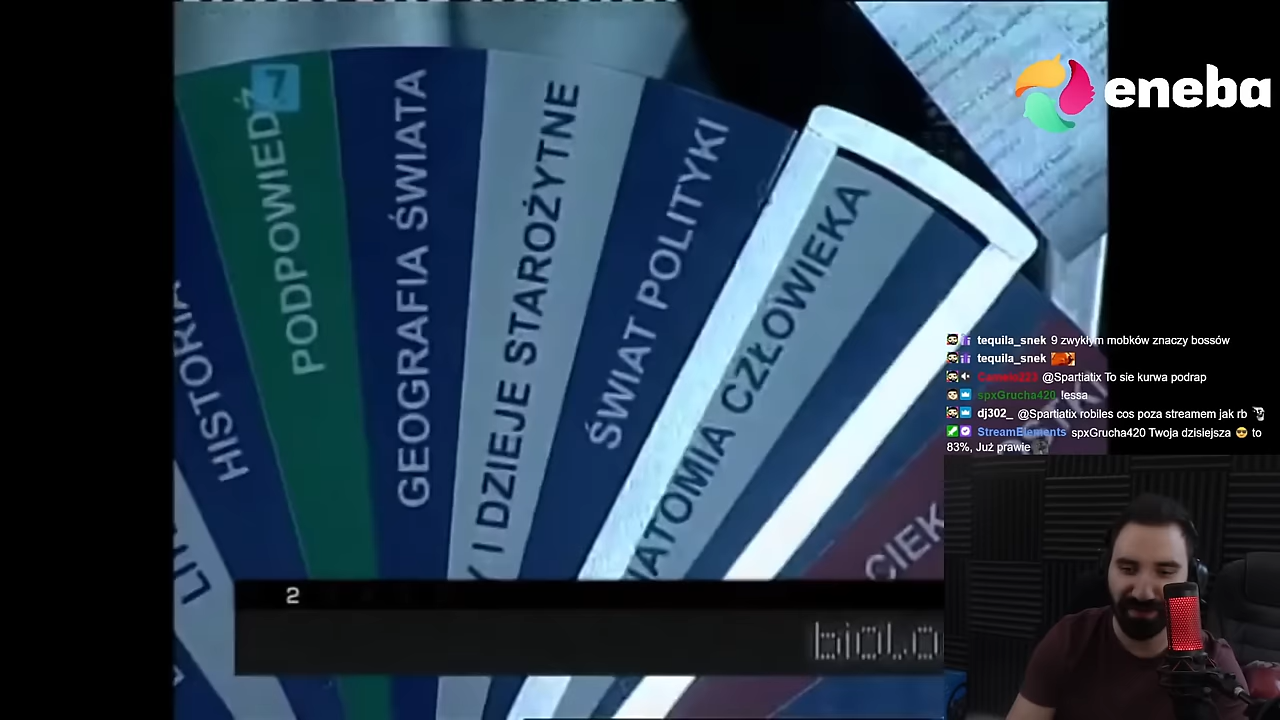 eneba
7
PODPOWIEDŹ
GEOGRAFIA ŚWIATA
I DZIEJE STAROŻYTNE
ŚWIAT POLITYKI
CZŁOWIEKA
HISTORIA
2
tequila_snek 9 zwykłym mobków znaczy bossów
tequila_snek
@Spartiatix To sie kurwa podrap
spxGrucha420 !essa
dj302_ @Spartiatix robiles cos poza streamem jak rb
StreamElements spxGrucha420 Twoja dzisiejsza 😎 to
83%, Już prawie